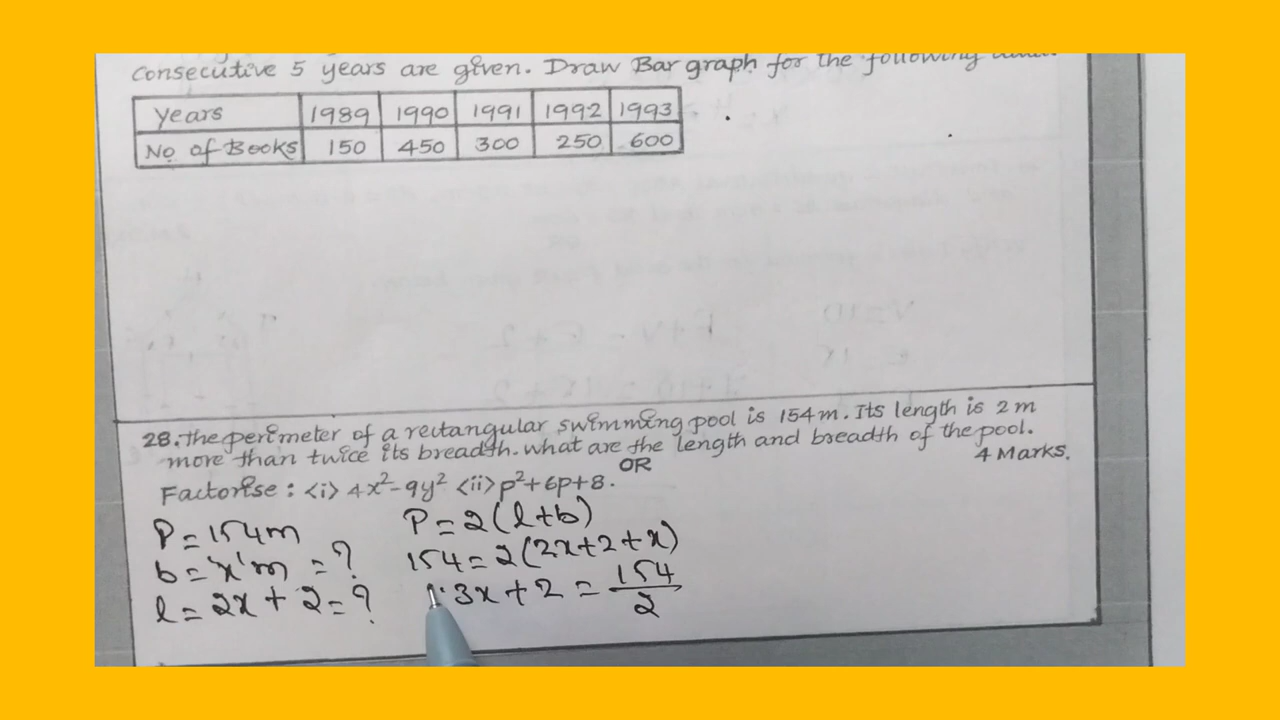 Consecutive 5 years are given. Draw Bar graph for the following
Years 1989 1990 1991 1992 1993
No of Books 150 450 300 250 600
28. The perimeter of a rectangular swimming pool is 154m. Its length is 2m
more than twice its breadth. what are the length and breadth of the pool.
4 Marks.
OR
Factorise : <i> 4x²-9y² <ii> p²+6p+8.
P=154m P=2(l+b)
b='x'm =? 154=2(2x+2+x)
l=2x+2=? 3x+2=154/2